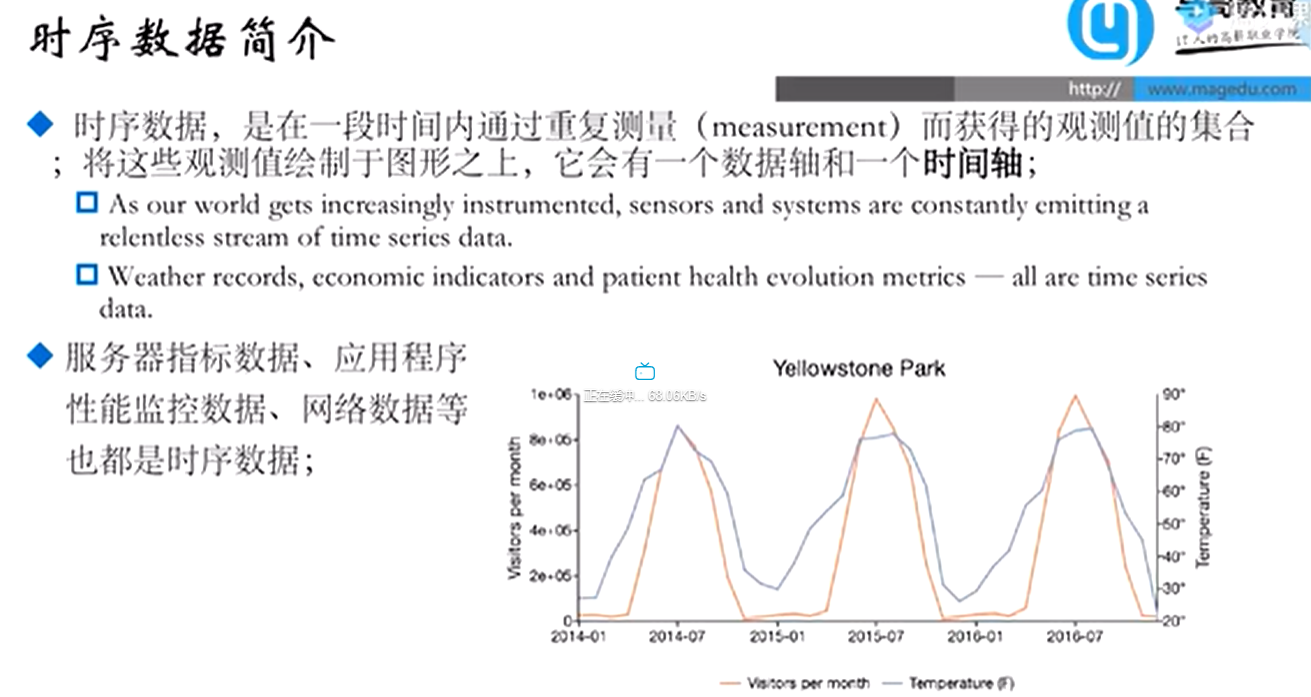 时序数据简介
IT人的高薪职业学院
http://
www.magedu.com
时序数据，是在一段时间内通过重复测量（measurement）而获得的观测值的集合
；将这些观测值绘制于图形之上，它会有一个数据轴和一个时间轴；
As our world gets increasingly instrumented, sensors and systems are constantly emitting a
relentless stream of time series data.
Weather records, economic indicators and patient health evolution metrics — all are time series
data.
服务器指标数据、应用程序
性能监控数据、网络数据等
也都是时序数据；
正在缓冲... 68.06KB/s
Yellowstone Park
1e+06
8e+05
6e+05
4e+05
2e+05
0
Visitors per month
90°
80°
70°
60°
50°
40°
30°
20°
Temperature (F)
2014-01 2014-07 2015-01 2015-07 2016-01 2016-07
Visitors per month Temperature (F)